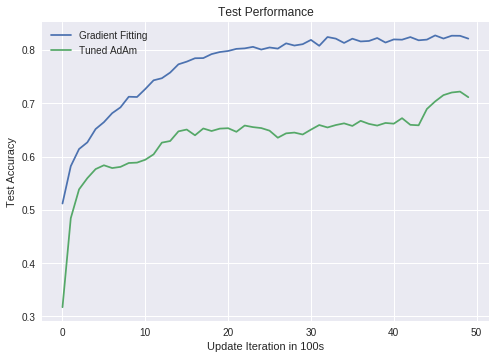 Test Performance
Gradient Fitting
Tuned AdAm
0.8
0.7
0.6
0.5
0.4
0.3
Test Accuracy
0 10 20 30 40 50
Update Iteration in 100s